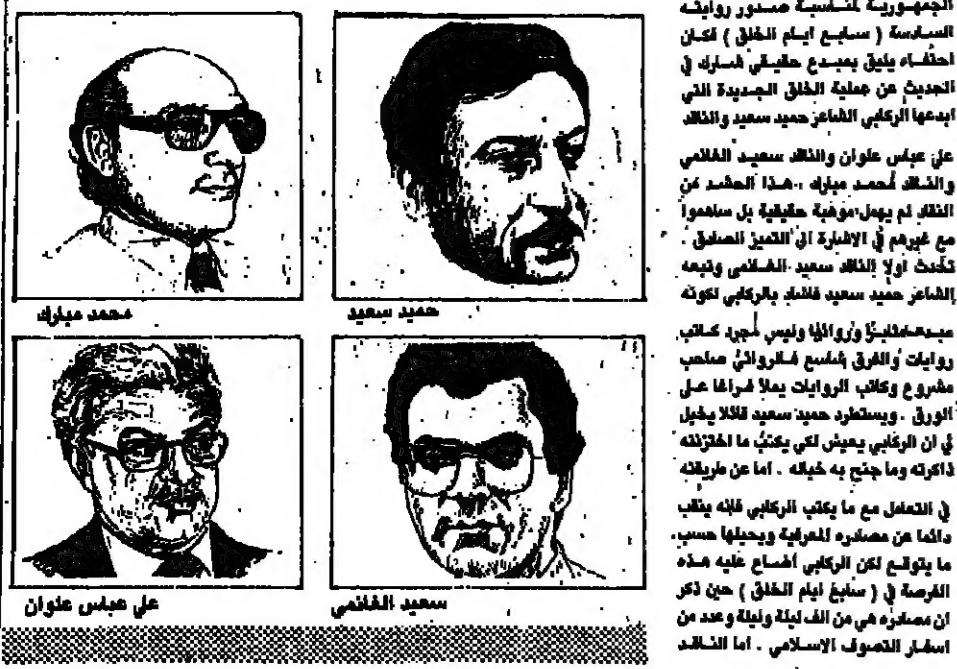 الجمهورية لمناسبة صدور روايته
السادسة ( سابع ايام الخلق ) فكان
احتفاء يليق بمبدع حقيقي شارك في
الحديث عن عملية الخلق الجديدة التي
ابدعها الركابي الشاعر حميد سعيد والناقد
علي عباس علوان والناقد سعيد الغانمي
والناقد محمد مبارك ، هذا الحشد من
النقاد لم يهمل موهبة حقيقية بل ساهموا
مع غيرهم في الاشارة الى التميز الصادق .
تحدث اولا الناقد سعيد الغانمي وتبعه
الشاعر حميد سعيد فاشاد بالركابي لكونه
وروائيا وليس مجرد كاتب
روايات والفرق شاسع فالروائي صاحب
مشروع وكاتب الروايات يملأ فراغا على
الورق . ويستطرد حميد سعيد قائلا يخيل
لي ان الركابي يعيش لكي يكتب ما اختزنته
ذاكرته وما جنح به خياله . اما عن طريقته
في التعامل مع ما يكتب الركابي فانه ينقب
دائما عن مصادره المعرفية ويحيلها حسب
ما يتوقع لكن الركابي أضاع عليه هذه
الفرصة في ( سابع ايام الخلق ) حين ذكر
ان مصادره هي من الف ليلة وليلة وعدد من
اسفار التصوف الاسلامي . اما الناقد
حميد سعيد
محمد مبارك
سعيد الغانمي
علي عباس علوان